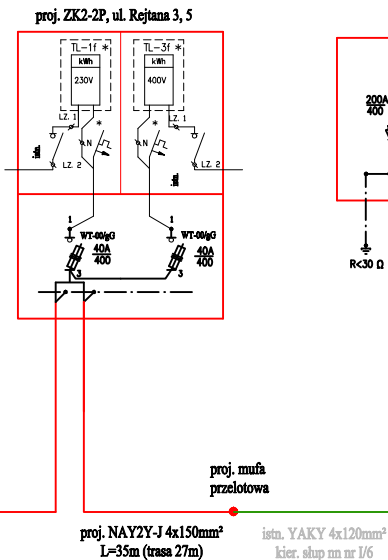 proj. ZK2-2P, ul. Rejtana 3, 5
TL-1f *
TL-3f *
kWh
kWh
230V
400V
LZ. 1
LZ. 1
*
*
N
N
istn.
LZ. 2
LZ. 2
istn.
1
1
WT-00/gG
WT-00/gG
40A
400
40A
400
3
3
200A
400
R<30 Ω
proj. mufa
przelotowa
proj. NAY2Y-J 4x150mm²
L=35m (trasa 27m)
istn. YAKY 4x120mm²
kier. słup nn nr I/6